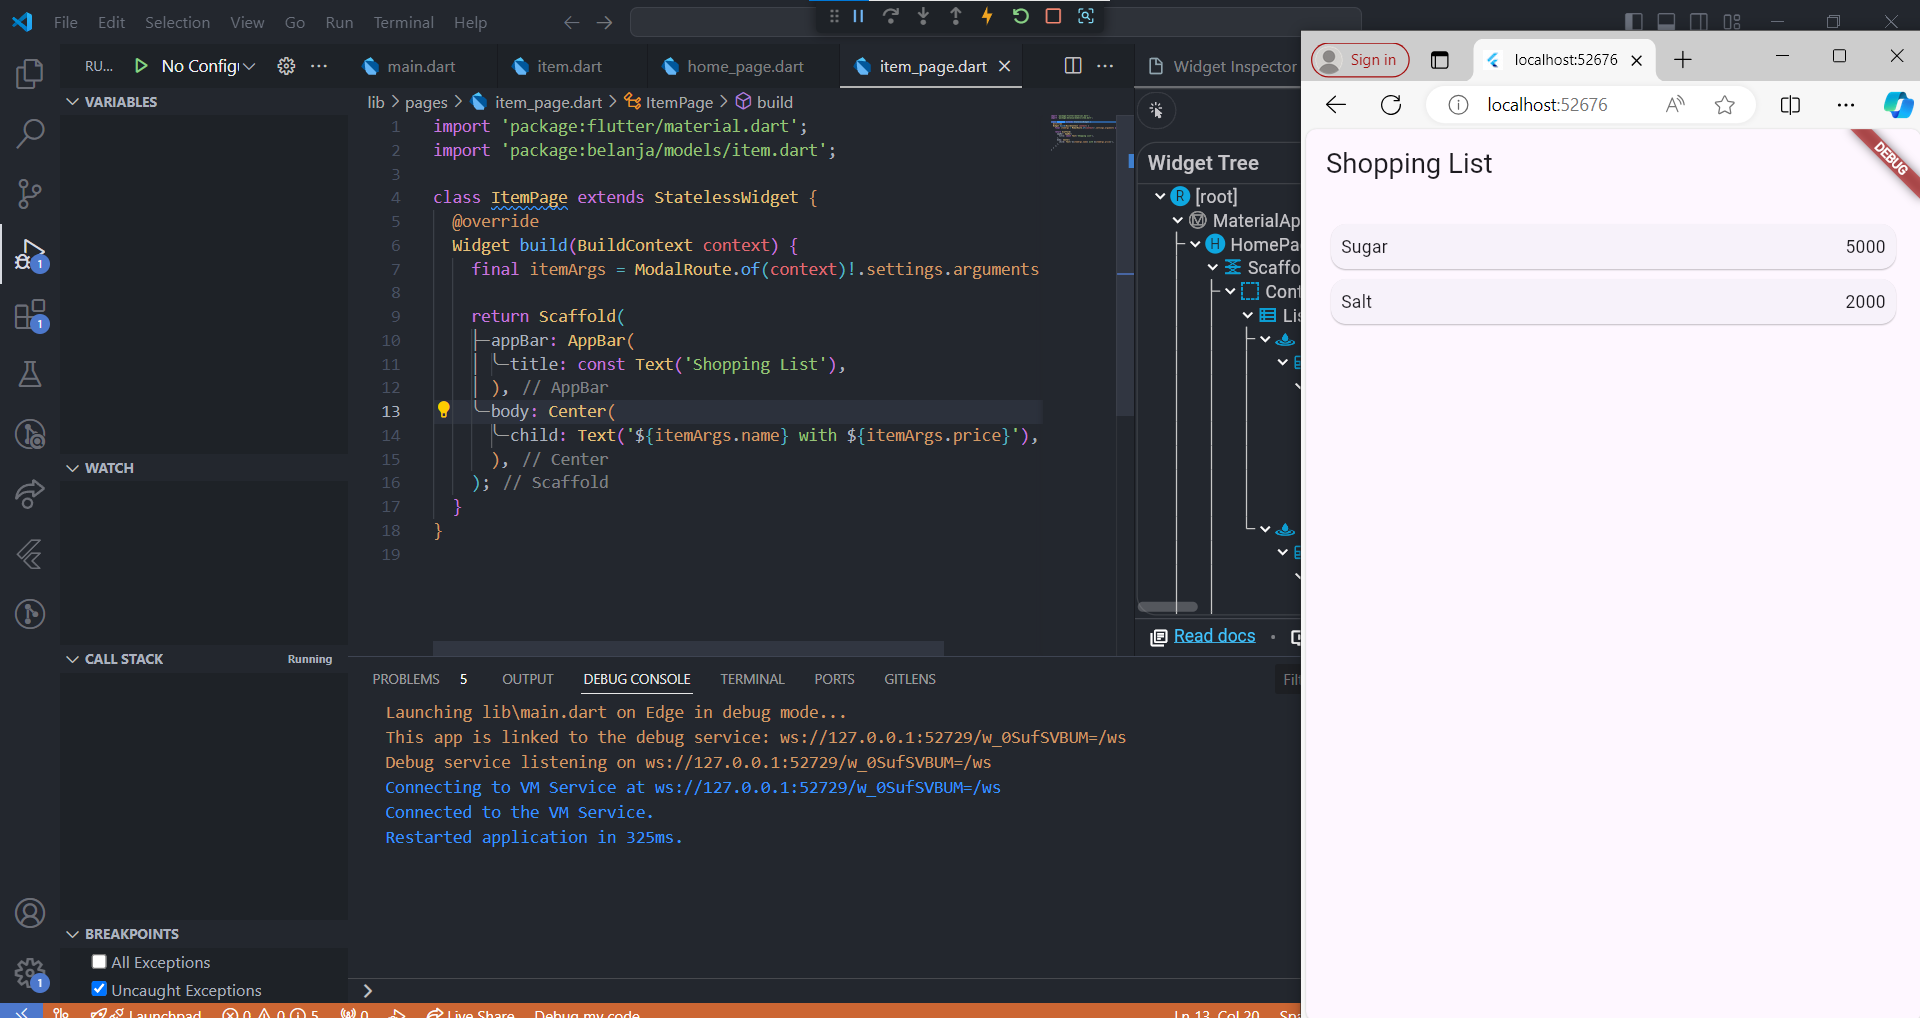 File Edit Selection View Go Run Terminal Help
RU... No Config
main.dart item.dart home_page.dart item_page.dart Widget Inspector
VARIABLES
WATCH
CALL STACK Running
BREAKPOINTS
All Exceptions
Uncaught Exceptions
1
1
1
lib > pages > item_page.dart > ItemPage > build
1 import 'package:flutter/material.dart';
2 import 'package:belanja/models/item.dart';
3
4 class ItemPage extends StatelessWidget {
5 @override
6 Widget build(BuildContext context) {
7 final itemArgs = ModalRoute.of(context)!.settings.arguments
8
9 return Scaffold(
10 appBar: AppBar(
11 title: const Text('Shopping List'),
12 ), // AppBar
13 body: Center(
14 child: Text('${itemArgs.name} with ${itemArgs.price}'),
15 ), // Center
16 ); // Scaffold
17 }
18 }
19
Widget Tree
R [root]
M MaterialAp
H HomePa
Scaffo
Cont
Lis
Read docs
PROBLEMS 5 OUTPUT DEBUG CONSOLE TERMINAL PORTS GITLENS
Filt
Launching lib\main.dart on Edge in debug mode...
This app is linked to the debug service: ws://127.0.0.1:52729/w_0SufSVBUM=/ws
Debug service listening on ws://127.0.0.1:52729/w_0SufSVBUM=/ws
Connecting to VM Service at ws://127.0.0.1:52729/w_0SufSVBUM=/ws
Connected to the VM Service.
Restarted application in 325ms.
>
Launchpad 0 0 5 0 Live Share Debug my code Ln 13, Col 20 Spa
Sign in localhost:52676
localhost:52676
DEBUG
Shopping List
Sugar 5000
Salt 2000